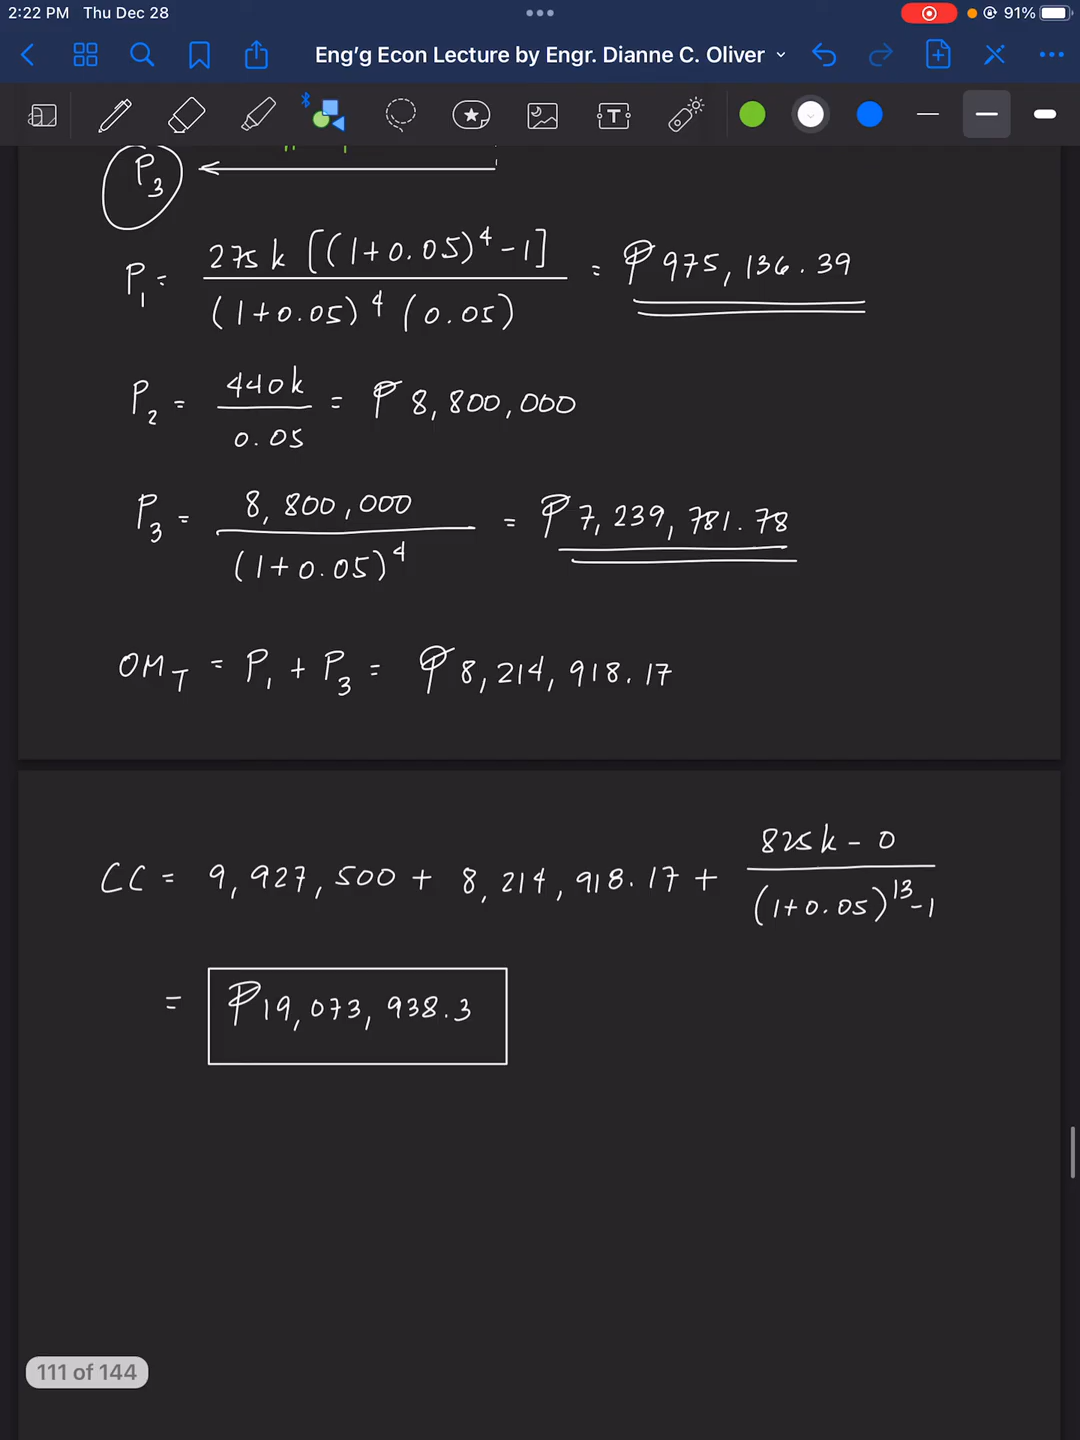 2:22 PM Thu Dec 28
91%
Eng’g Econ Lecture by Engr. Dianne C. Oliver
T
P₃
P₁ = 275k [(1+0.05)⁴ -1] / (1+0.05)⁴ (0.05) = ₱975,136.39
P₂ = 440k / 0.05 = ₱8,800,000
P₃ = 8,800,000 / (1+0.05)⁴ = ₱7,239,781.78
OM_T = P₁ + P₃ = ₱8,214,918.17
CC = 9,927,500 + 8,214,918.17 + 825k - 0 / (1+0.05)¹³ -1
= ₱19,073,938.3
111 of 144